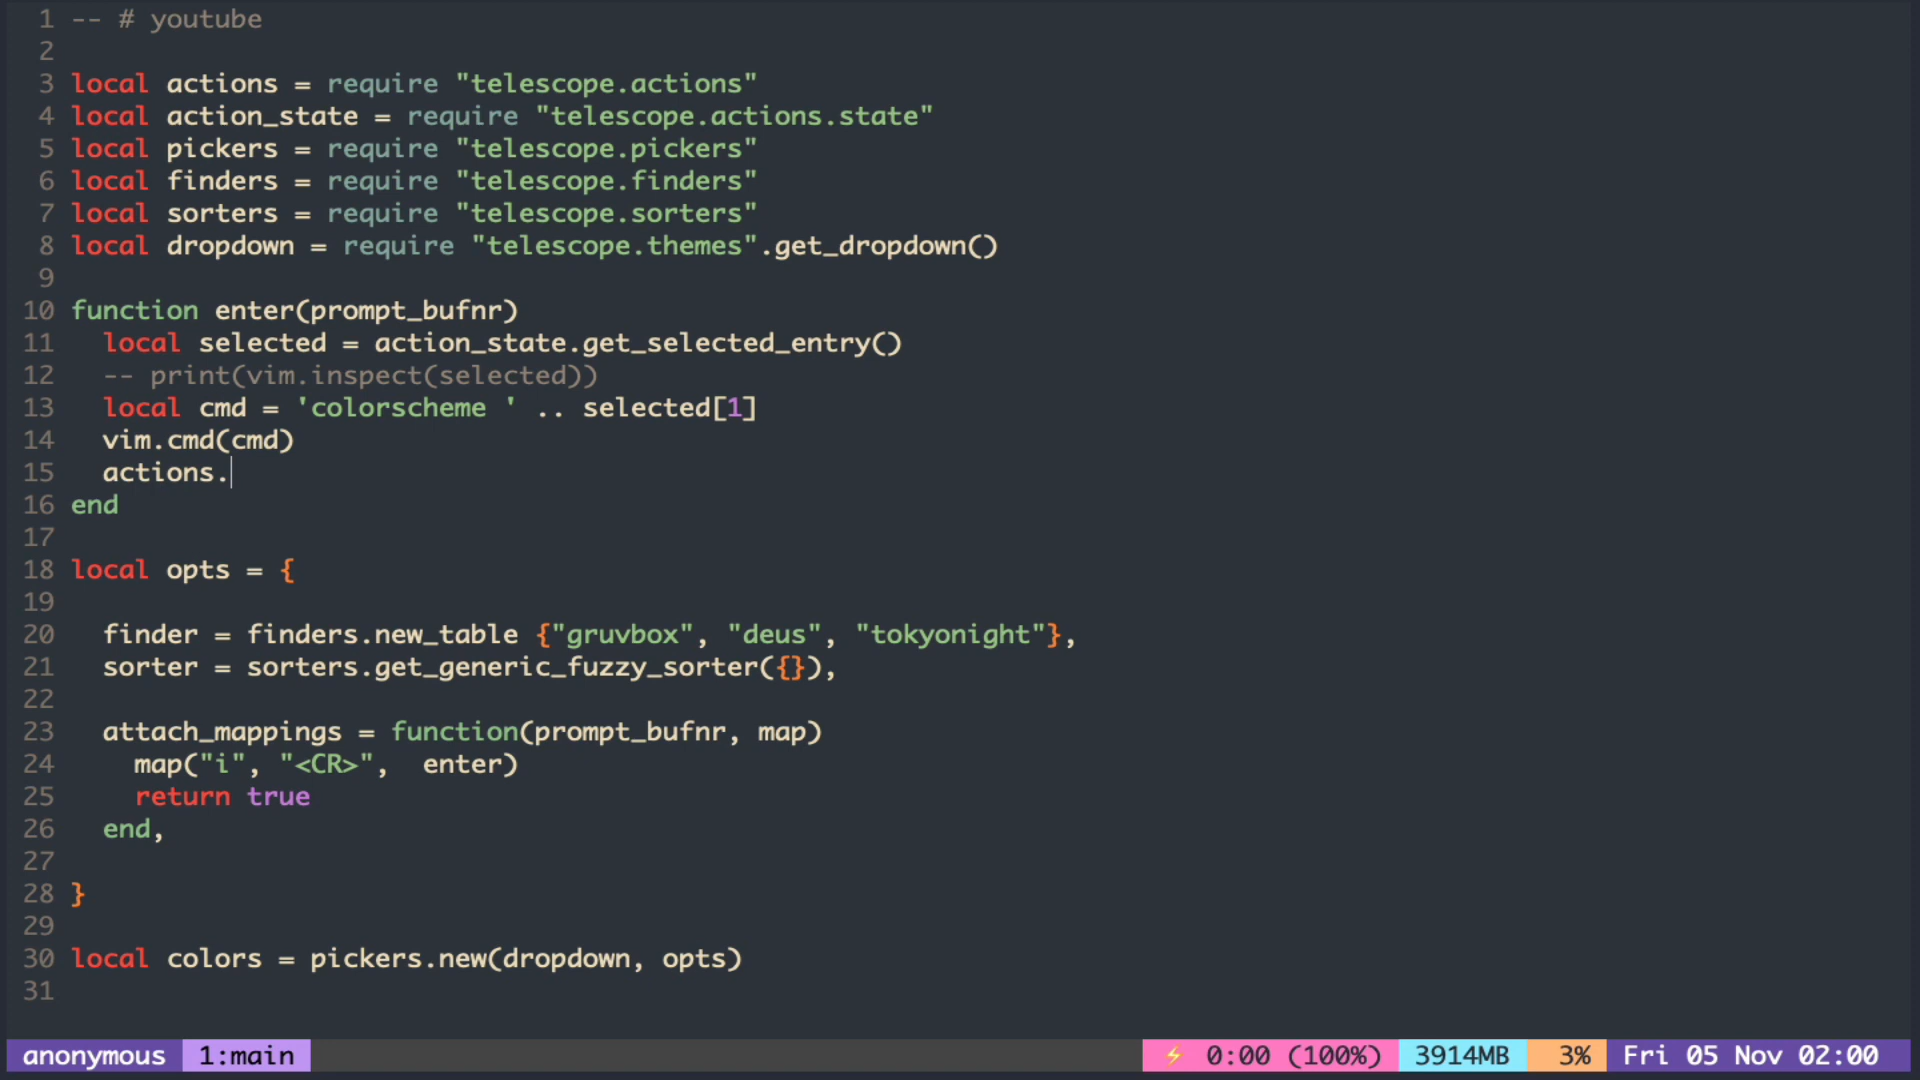 1 -- # youtube
2
3 local actions = require "telescope.actions"
4 local action_state = require "telescope.actions.state"
5 local pickers = require "telescope.pickers"
6 local finders = require "telescope.finders"
7 local sorters = require "telescope.sorters"
8 local dropdown = require "telescope.themes".get_dropdown()
9
10 function enter(prompt_bufnr)
11   local selected = action_state.get_selected_entry()
12   -- print(vim.inspect(selected))
13   local cmd = 'colorscheme ' .. selected[1]
14   vim.cmd(cmd)
15   actions.
16 end
17
18 local opts = {
19
20   finder = finders.new_table {"gruvbox", "deus", "tokyonight"},
21   sorter = sorters.get_generic_fuzzy_sorter({}),
22
23   attach_mappings = function(prompt_bufnr, map)
24     map("i", "<CR>",  enter)
25     return true
26   end,
27
28 }
29
30 local colors = pickers.new(dropdown, opts)
31
anonymous 1:main ⚡ 0:00 (100%) 3914MB 3% Fri 05 Nov 02:00